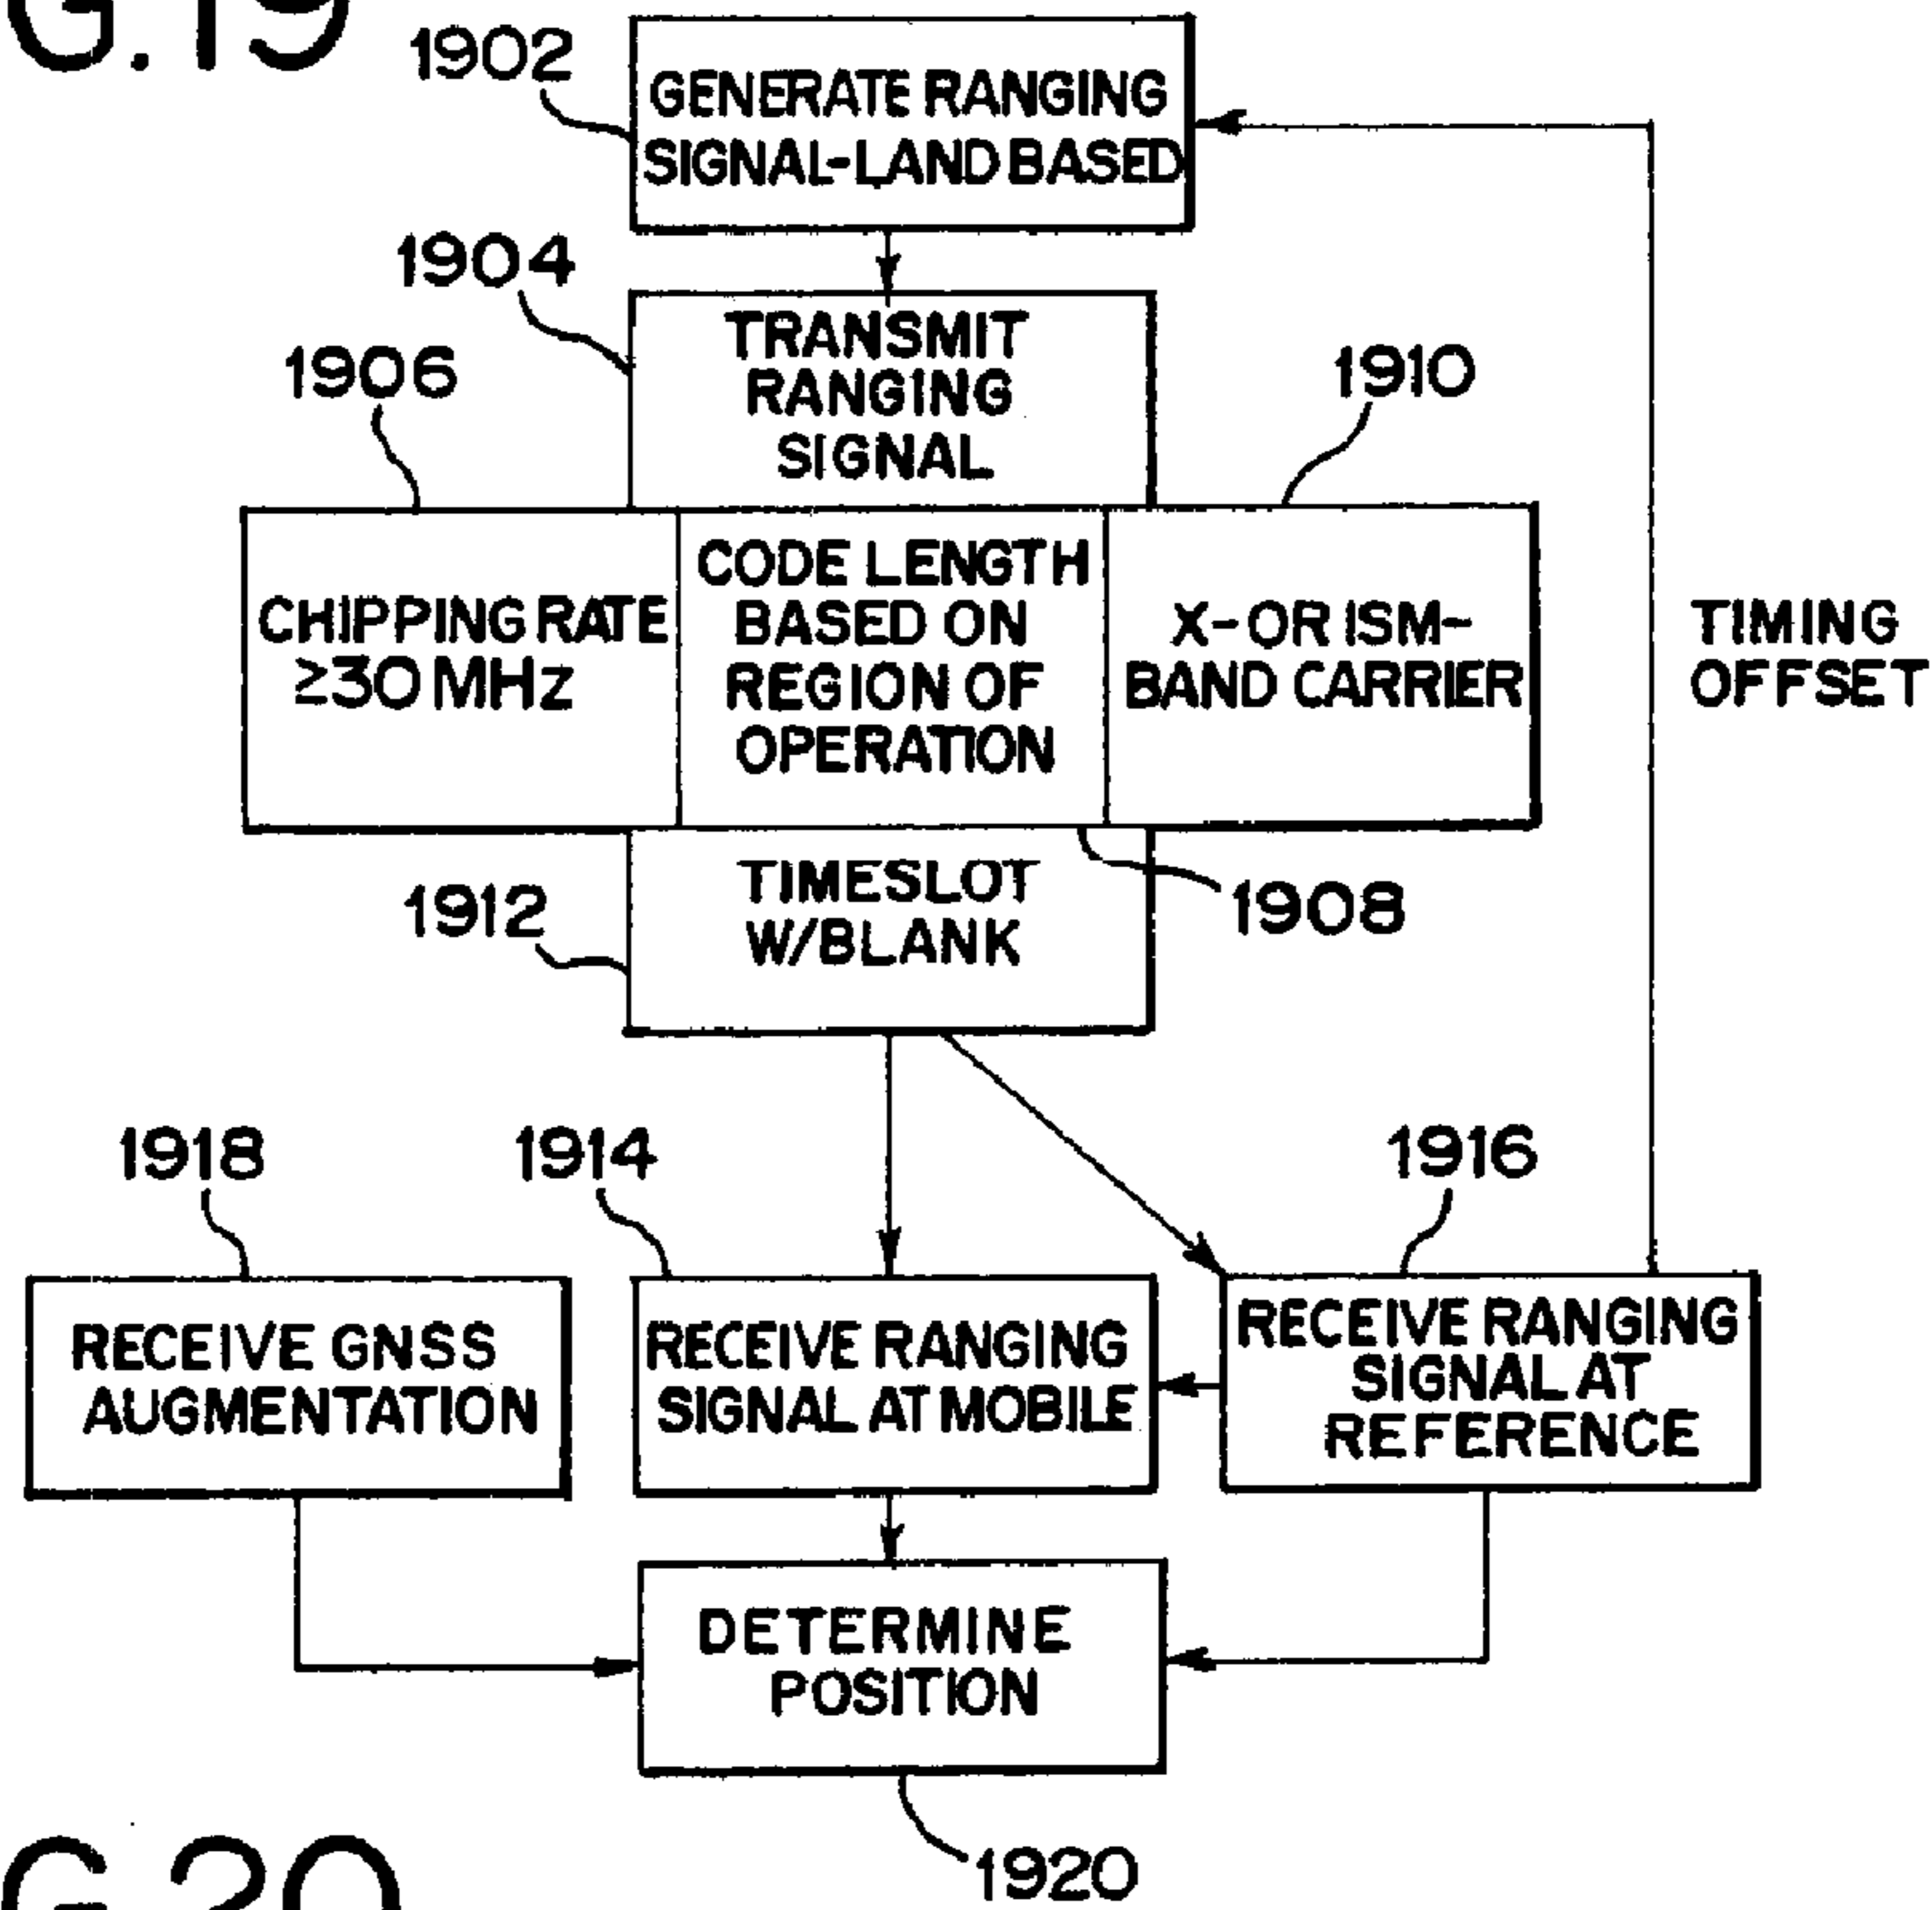 G.19
1902
GENERATE RANGING
SIGNAL-LAND BASED
1904
TRANSMIT
RANGING
SIGNAL
1906
1910
CHIPPING RATE
≥30 MHz
CODE LENGTH
BASED ON
REGION OF
OPERATION
X- OR ISM-
BAND CARRIER
TIMING
OFFSET
TIMESLOT
W/BLANK
1912
1908
1918
1914
1916
RECEIVE GNSS
AUGMENTATION
RECEIVE RANGING
SIGNAL AT MOBILE
RECEIVE RANGING
SIGNAL AT
REFERENCE
DETERMINE
POSITION
1920
G.20